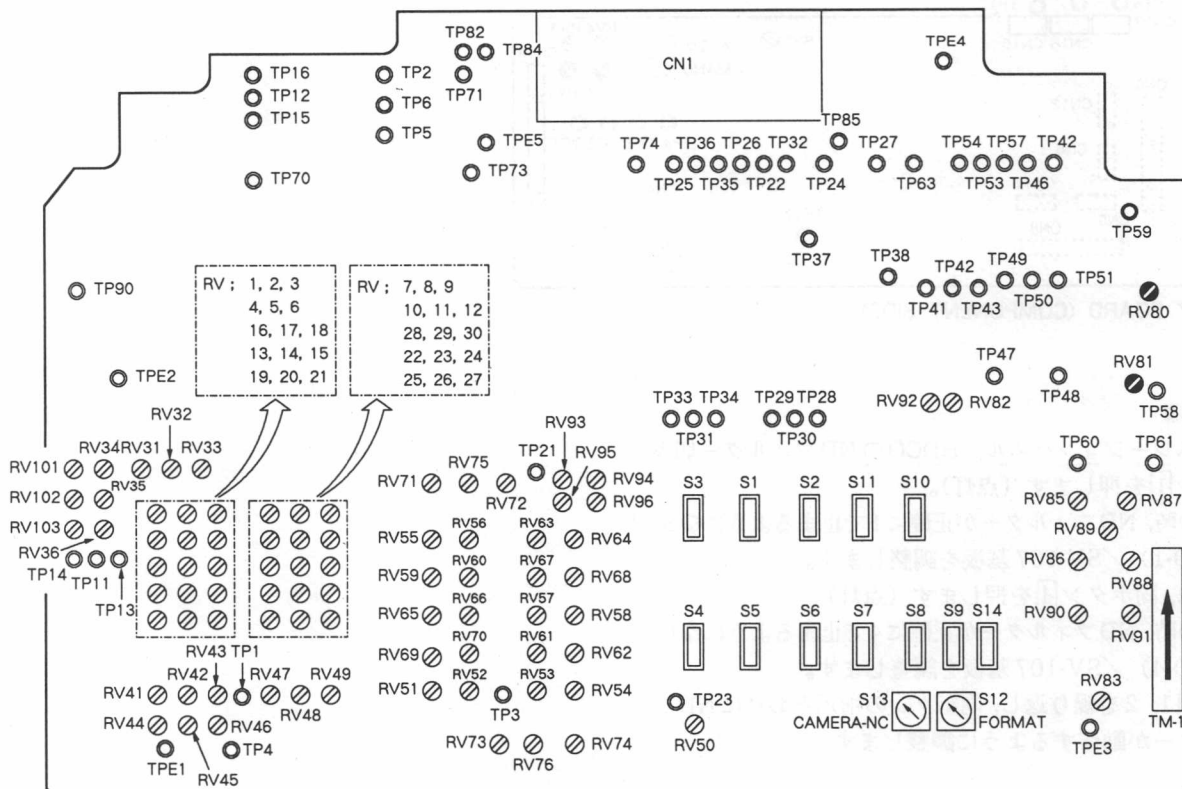 TP82
TP84
TP16
TP2
CN1
TPE4
TP12
TP71
TP6
TP15
TP5
TPE5
TP85
TP74
TP36
TP26
TP32
TP27
TP54
TP57
TP42
TP70
TP73
TP25
TP35
TP22
TP24
TP63
TP53
TP46
TP59
TP37
TP38
TP42
TP49
TP51
TP90
TP41
TP43
TP50
RV80
RV ; 1, 2, 3
4, 5, 6
16, 17, 18
13, 14, 15
19, 20, 21
RV ; 7, 8, 9
10, 11, 12
28, 29, 30
22, 23, 24
25, 26, 27
TPE2
TP47
TP48
RV81
TP58
RV92
RV82
RV32
RV93
TP33
TP34
TP29
TP28
TP31
TP30
RV34
RV31
RV33
RV95
TP21
TP60
TP61
RV101
RV75
RV94
RV71
RV72
RV96
S3
S1
S2
S11
S10
RV102
RV35
RV85
RV87
RV103
RV56
RV63
RV89
RV36
RV55
RV64
TP14
TP11
RV60
RV67
RV86
RV88
TP13
RV59
RV68
RV66
RV57
RV65
RV58
RV90
RV91
S4
S5
S6
S7
S8
S9
S14
RV43
TP1
RV70
RV61
RV42
RV47
RV49
RV69
RV62
RV41
RV48
RV51
RV52
RV53
RV54
RV83
RV44
RV46
TP3
TP23
S13
S12
CAMERA-NC
FORMAT
TM-1
TPE1
TP4
RV73
RV74
RV50
TPE3
RV45
RV76